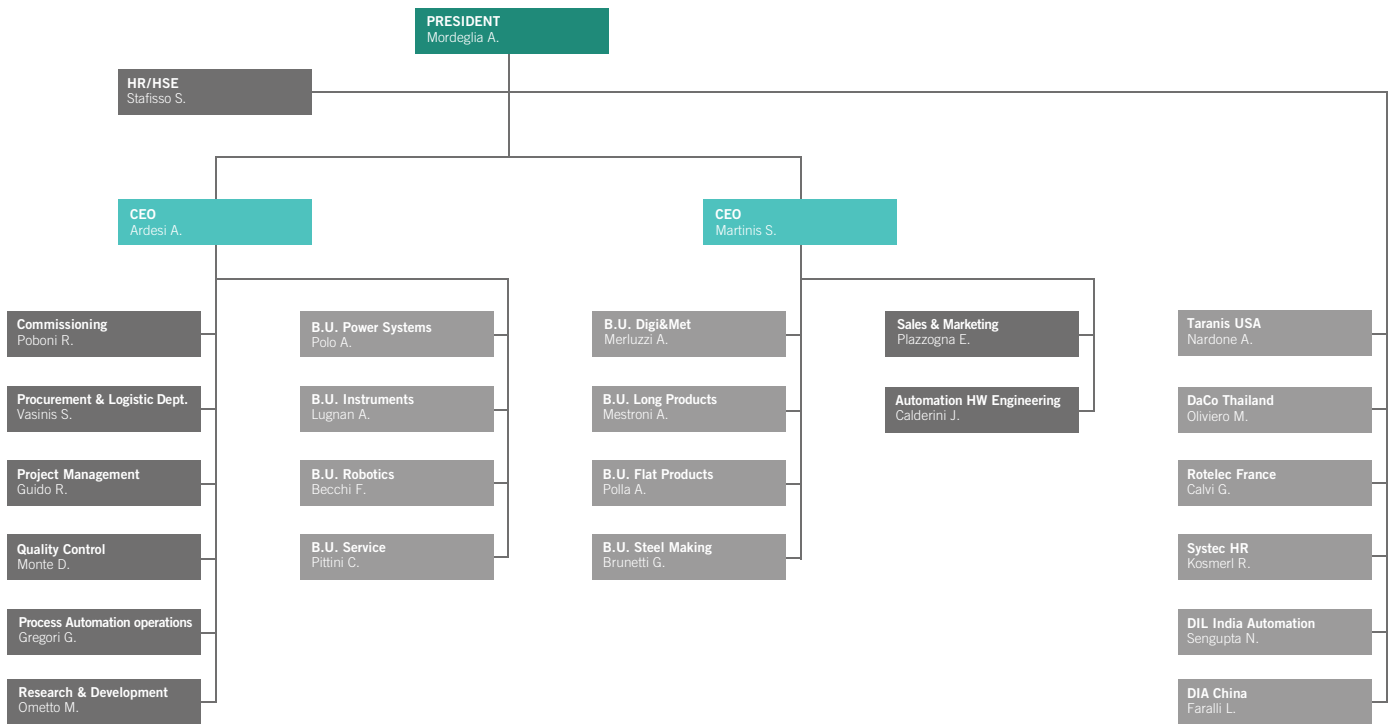 PRESIDENT
Mordeglia A.
HR/HSE
Stafisso S.
CEO
Ardesi A.
CEO
Martinis S.
Commissioning
Poboni R.
Procurement & Logistic Dept.
Vasinis S.
Project Management
Guido R.
Quality Control
Monte D.
Process Automation operations
Gregori G.
Research & Development
Ometto M.
B.U. Power Systems
Polo A.
B.U. Instruments
Lugnan A.
B.U. Robotics
Becchi F.
B.U. Service
Pittini C.
B.U. Digi&Met
Merluzzi A.
B.U. Long Products
Mestroni A.
B.U. Flat Products
Polla A.
B.U. Steel Making
Brunetti G.
Sales & Marketing
Plazzogna E.
Automation HW Engineering
Calderini J.
Taranis USA
Nardone A.
DaCo Thailand
Oliviero M.
Rotelec France
Calvi G.
Systec HR
Kosmerl R.
DIL India Automation
Sengupta N.
DIA China
Faralli L.